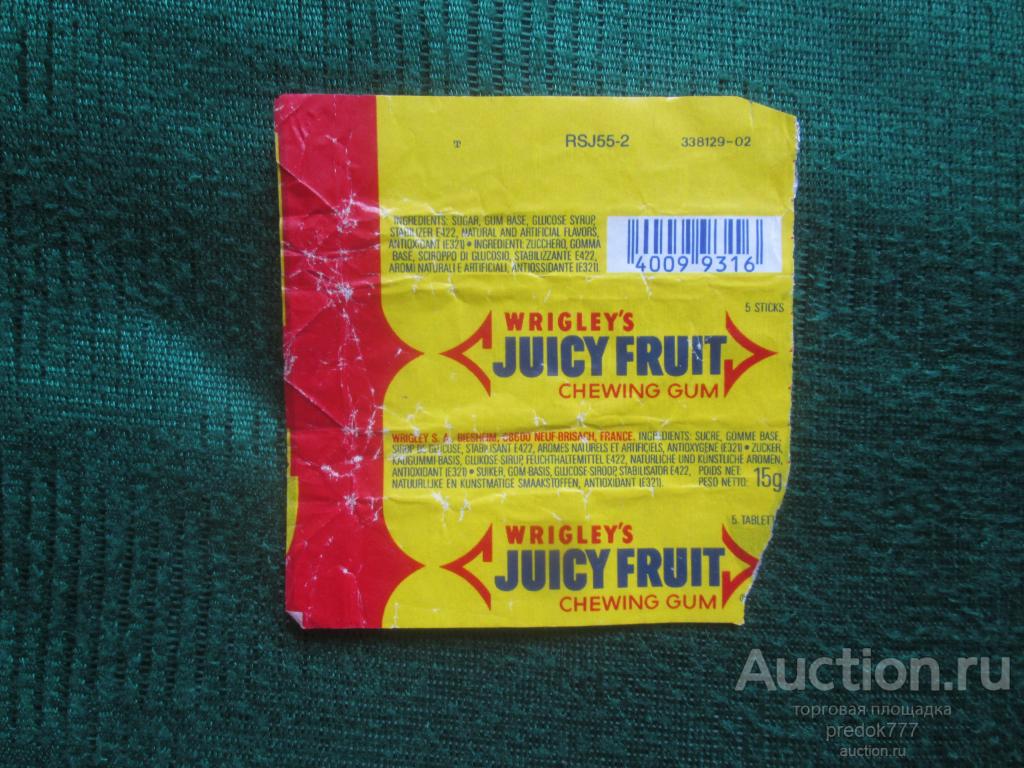 T RSJ55-2 338129-02
INGREDIENTS: SUGAR, GUM BASE, GLUCOSE SYRUP,
STABILIZER E422, NATURAL AND ARTIFICIAL FLAVORS,
ANTIOXIDANT (E321) • INGREDIENTI: ZUCCHERO, GOMMA
BASE, SCIROPPO DI GLUCOSIO, STABILIZZANTE E422,
AROMI NATURALI E ARTIFICIALI, ANTIOSSIDANTE (E321).
4009 9316
5 STICKS
WRIGLEY'S
JUICY FRUIT
CHEWING GUM
WRIGLEY S. A., BIESHEIM, 68600 NEUF-BRISACH, FRANCE. INGREDIENTS: SUCRE, GOMME BASE,
SIROP DE GLUCOSE, STABILISANT E422, AROMES NATURELS ET ARTIFICIELS, ANTIOXYGENE (E321) • ZUCKER,
KAUGUMMI-BASIS, GLUKOSE-SIRUP, FEUCHTHALTEMITTEL E422, NATÜRLICHE UND KÜNSTLICHE AROMEN,
ANTIOXIDANT (E321) • SUIKER, GOM-BASIS, GLUCOSE-SIROOP, STABILISATOR E422,
NATUURLIJKE EN KUNSTMATIGE SMAAKSTOFFEN, ANTIOXIDANT (E321).
POIDS NET:
PESO NETTO: 15g
5 TABLETT
WRIGLEY'S
JUICY FRUIT
CHEWING GUM
Auction.ru
торговая площадка
predok777
auction.ru